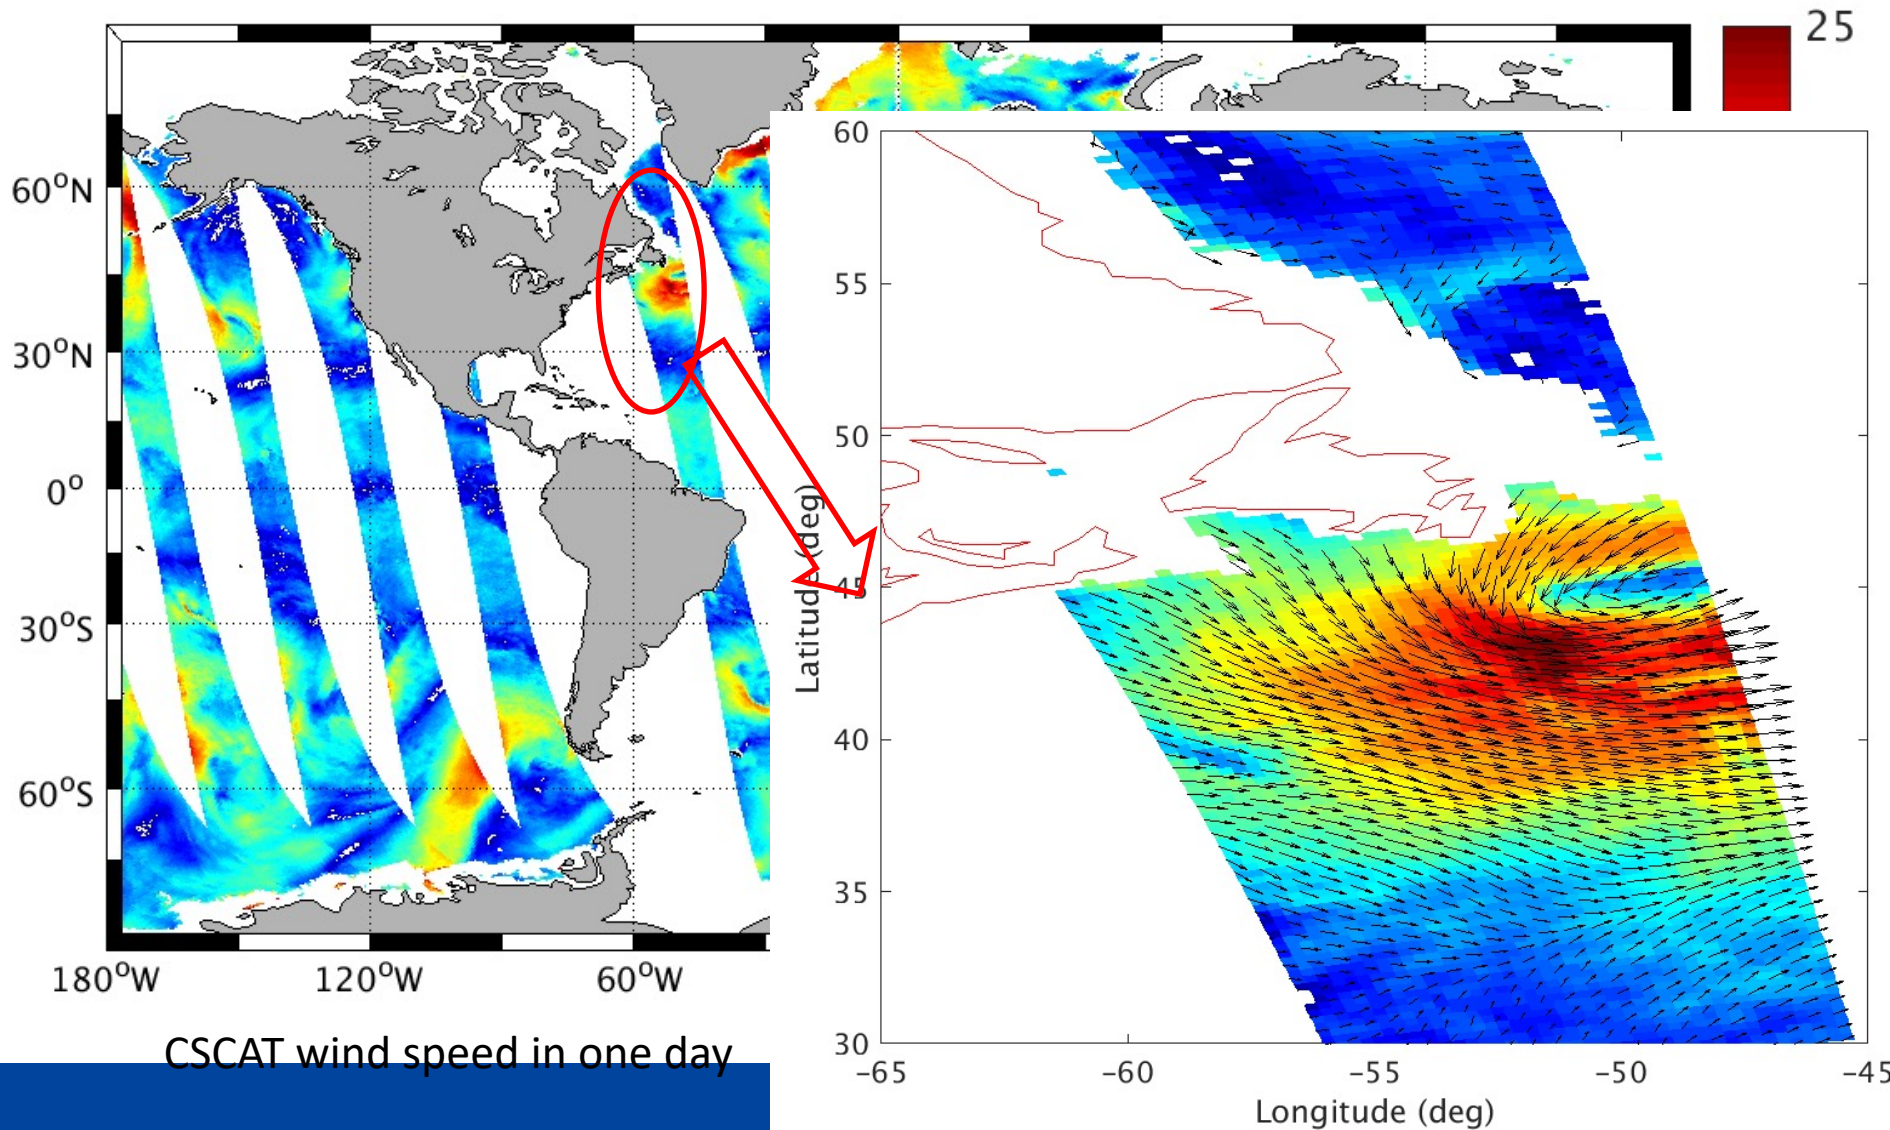 25
60
60°N
55
30°N
50
0°
Latitude (deg)
45
30°S
40
60°S
35
30
180°W 120°W 60°W
-65 -60 -55 -50 -45
Longitude (deg)
CSCAT wind speed in one day